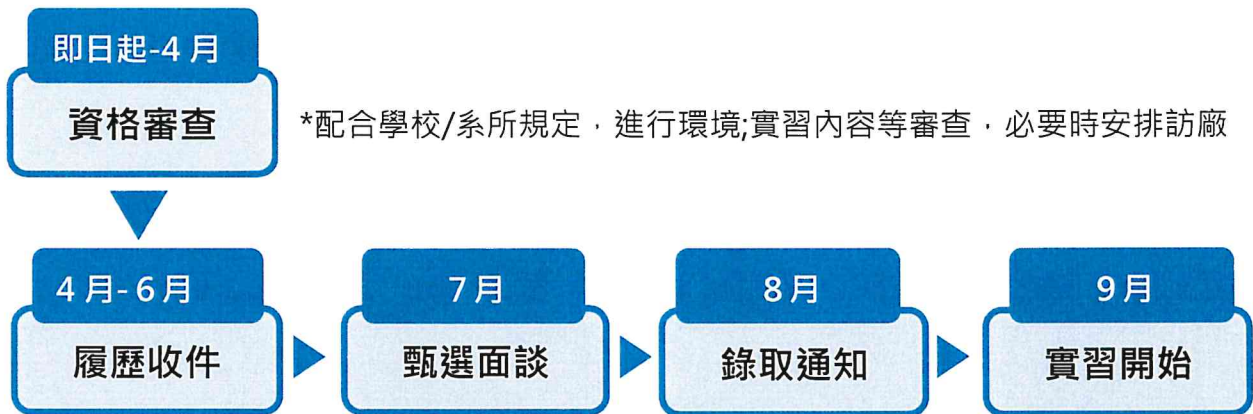 即日起-4 月
資格審查
*配合學校/系所規定，進行環境;實習內容等審查，必要時安排訪廠
4 月- 6 月
履歷收件
7 月
甄選面談
8 月
錄取通知
9 月
實習開始